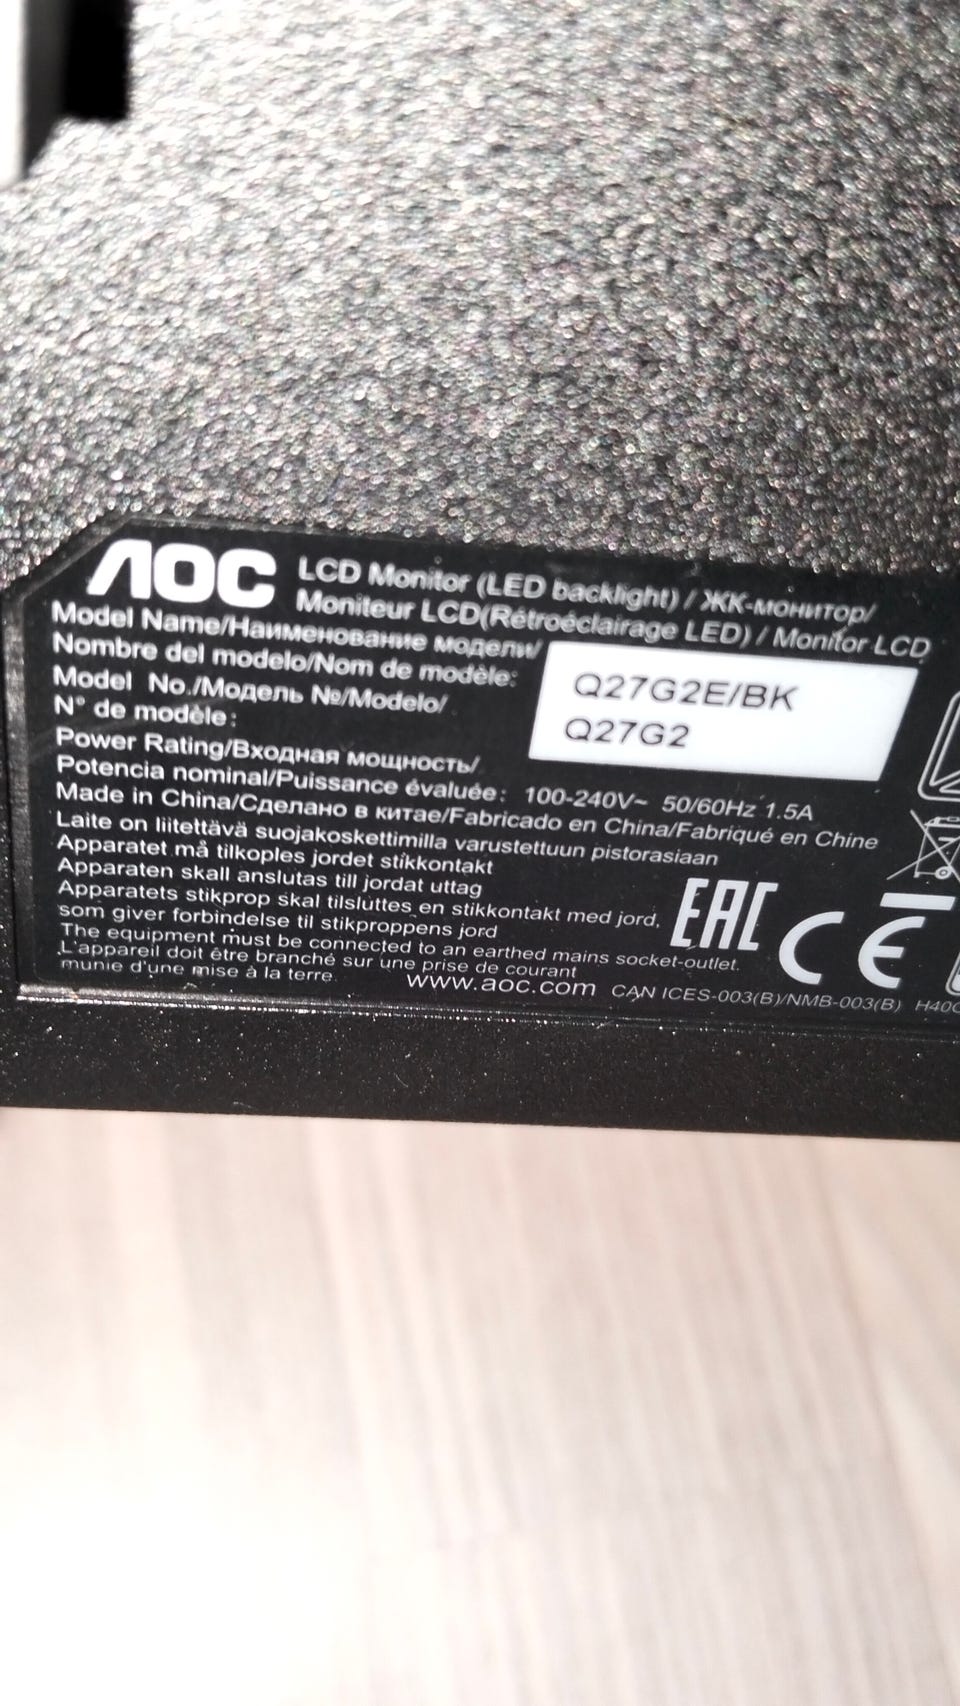 AOC
LCD Monitor (LED backlight) / ЖК-монитор/
Moniteur LCD(Rétroéclairage LED) / Monitor LCD
Model Name/Наименование модели/
Nombre del modelo/Nom de modèle:
Q27G2E/BK
Model No./Модель №/Modelo/
N° de modèle:
Q27G2
Power Rating/Входная мощность/
Potencia nominal/Puissance évaluée: 100-240V~ 50/60Hz 1.5A
Made in China/Сделано в китае/Fabricado en China/Fabriqué en Chine
Laite on liitettävä suojakoskettimilla varustettuun pistorasiaan
Apparatet må tilkoples jordet stikkontakt
Apparaten skall anslutas till jordat uttag
Apparatets stikprop skal tilsluttes en stikkontakt med jord,
som giver forbindelse til stikproppens jord
The equipment must be connected to an earthed mains socket-outlet.
L'appareil doit être branché sur une prise de courant
munie d'une mise à la terre.
EAC CE
www.aoc.com CAN ICES-003(B)/NMB-003(B)